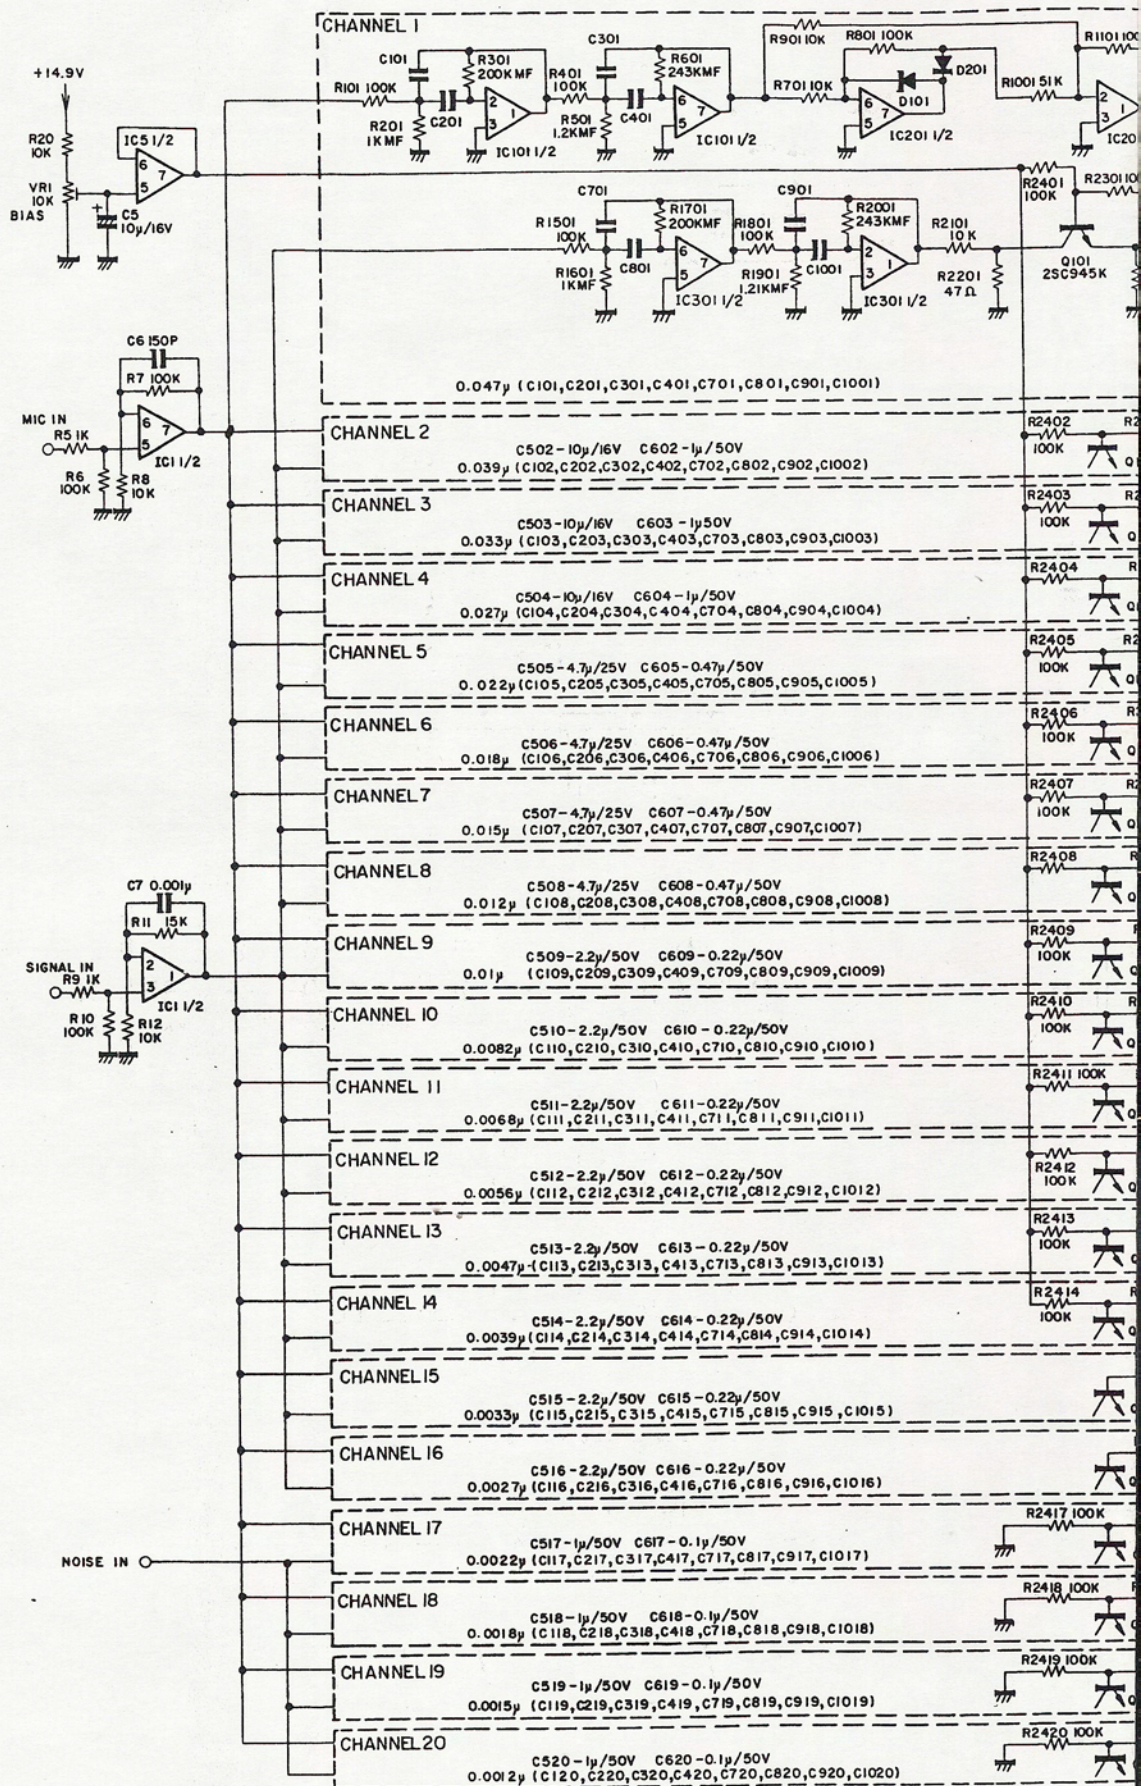 CHANNEL 1
+14.9V
R20
10K
VR1
10K
BIAS
C5
10µ/16V
+
IC5 1/2
6
5
7
C101
R101 100K
R301
200KMF
R201
1KMF
C201
2
3
1
IC101 1/2
R401
100K
C301
R501
1.2KMF
C401
R601
243KMF
6
5
7
IC101 1/2
R901 10K
R701 10K
R801 100K
D201
D101
6
5
7
IC201 1/2
R1001 51K
2
3
R2401
100K
C701
R1501
100K
R1601
1KMF
C801
R1701
200KMF
6
5
7
IC301 1/2
R1801
100K
C901
R1901
1.21KMF
C1001
R2001
243KMF
2
3
1
IC301 1/2
R2101
10K
R2201
47Ω
Q101
2SC945K
0.047µ (C101,C201,C301,C401,C701,C801,C901,C1001)
MIC IN
R5 1K
R6
100K
R8
10K
C6 150P
R7 100K
6
5
7
IC1 1/2
CHANNEL 2
C502-10µ/16V C602-1µ/50V
0.039µ (C102,C202,C302,C402,C702,C802,C902,C1002)
R2402
100K
CHANNEL 3
C503-10µ/16V C603-1µ50V
0.033µ (C103,C203,C303,C403,C703,C803,C903,C1003)
R2403
100K
CHANNEL 4
C504-10µ/16V C604-1µ/50V
0.027µ (C104,C204,C304,C404,C704,C804,C904,C1004)
R2404
CHANNEL 5
C505-4.7µ/25V C605-0.47µ/50V
0.022µ(C105,C205,C305,C405,C705,C805,C905,C1005)
R2405
100K
CHANNEL 6
C506-4.7µ/25V C606-0.47µ/50V
0.018µ (C106,C206,C306,C406,C706,C806,C906,C1006)
R2406
100K
CHANNEL 7
C507-4.7µ/25V C607-0.47µ/50V
0.015µ (C107,C207,C307,C407,C707,C807,C907,C1007)
R2407
100K
CHANNEL 8
C508-4.7µ/25V C608-0.47µ/50V
0.012µ (C108,C208,C308,C408,C708,C808,C908,C1008)
R2408
CHANNEL 9
C509-2.2µ/50V C609-0.22µ/50V
0.01µ (C109,C209,C309,C409,C709,C809,C909,C1009)
R2409
100K
SIGNAL IN
R9 1K
R10
100K
R12
10K
C7 0.001µ
R11 15K
2
3
1
IC1 1/2
CHANNEL 10
C510-2.2µ/50V C610-0.22µ/50V
0.0082µ (C110,C210,C310,C410,C710,C810,C910,C1010)
R2410
100K
CHANNEL 11
C511-2.2µ/50V C611-0.22µ/50V
0.0068µ (C111,C211,C311,C411,C711,C811,C911,C1011)
R2411 100K
CHANNEL 12
C512-2.2µ/50V C612-0.22µ/50V
0.0056µ (C112,C212,C312,C412,C712,C812,C912,C1012)
R2412
100K
CHANNEL 13
C513-2.2µ/50V C613-0.22µ/50V
0.0047µ-(C113,C213,C313,C413,C713,C813,C913,C1013)
R2413
100K
CHANNEL 14
C514-2.2µ/50V C614-0.22µ/50V
0.0039µ(C114,C214,C314,C414,C714,C814,C914,C1014)
R2414
100K
CHANNEL 15
C515-2.2µ/50V C615-0.22µ/50V
0.0033µ (C115,C215,C315,C415,C715,C815,C915,C1015)
CHANNEL 16
C516-2.2µ/50V C616-0.22µ/50V
0.0027µ (C116,C216,C316,C416,C716,C816,C916,C1016)
NOISE IN
CHANNEL 17
C517-1µ/50V C617-0.1µ/50V
0.0022µ (C117,C217,C317,C417,C717,C817,C917,C1017)
R2417 100K
CHANNEL 18
C518-1µ/50V C618-0.1µ/50V
0.0018µ (C118,C218,C318,C418,C718,C818,C918,C1018)
R2418 100K
CHANNEL 19
C519-1µ/50V C619-0.1µ/50V
0.0015µ (C119,C219,C319,C419,C719,C819,C919,C1019)
R2419 100K
CHANNEL 20
C520-1µ/50V C620-0.1µ/50V
0.0012µ (C120,C220,C320,C420,C720,C820,C920,C1020)
R2420 100K